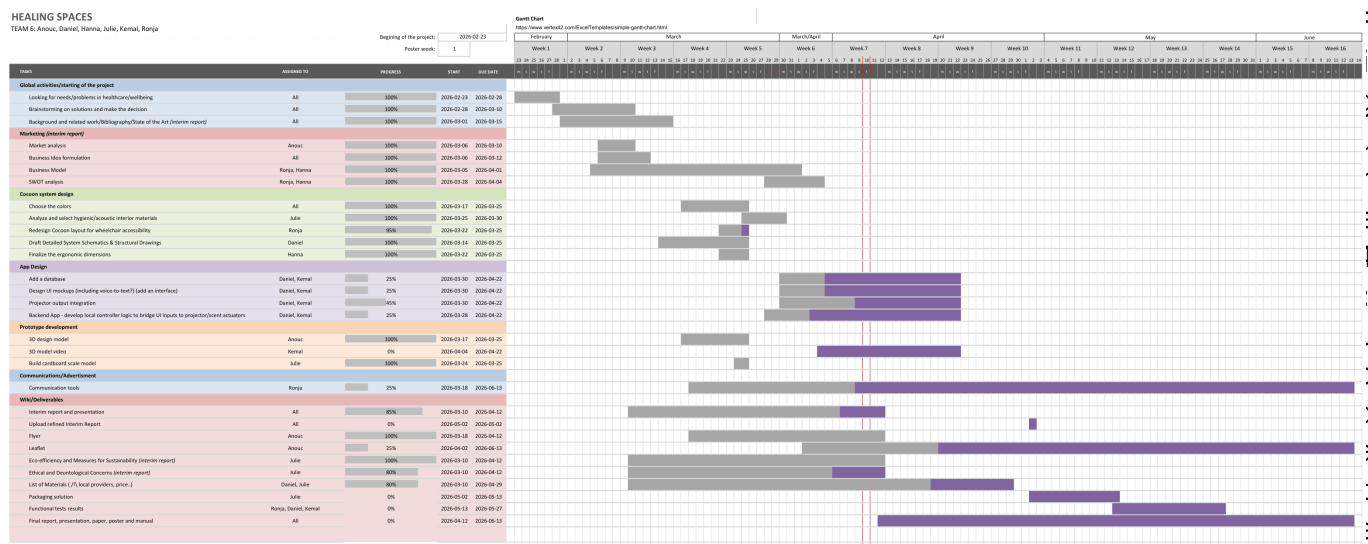 HEALING SPACES
TEAM 6: Anouc, Daniel, Hanna, Julie, Kemal, Ronja
Gantt Chart
https://www.vertex42.com/ExcelTemplates/simple-gantt-chart.html
Begining of the project: 2026-02-23
Poster week: 1
February March March/April April May June
Week 1 Week 2 Week 3 Week 4 Week 5 Week 6 Week 7 Week 8 Week 9 Week 10 Week 11 Week 12 Week 13 Week 14 Week 15 Week 16
TASKS ASSIGNED TO PROGRESS START DUE DATE
Global activities/starting of the project
Looking for needs/problems in healthcare/wellbeing All 100% 2026-02-23 2026-02-28
Brainstorming on solutions and make the decision All 100% 2026-02-28 2026-03-10
Background and related work/Bibliography/State of the Art (interim report) All 100% 2026-03-01 2026-03-15
Marketing (interim report)
Market analysis Anouc 100% 2026-03-06 2026-03-10
Business Idea formulation All 100% 2026-03-06 2026-03-12
Business Model Ronja, Hanna 100% 2026-03-05 2026-04-01
SWOT analysis Ronja, Hanna 100% 2026-03-28 2026-04-04
Cocoon system design
Choose the colors All 100% 2026-03-17 2026-03-25
Analyze and select hygienic/acoustic interior materials Julie 100% 2026-03-25 2026-03-30
Redesign Cocoon layout for wheelchair accessibility Ronja 95% 2026-03-22 2026-03-25
Draft Detailed System Schematics & Structural Drawings Daniel 100% 2026-03-14 2026-03-25
Finalize the ergonomic dimensions Hanna 100% 2026-03-22 2026-03-25
App Design
Add a database Daniel, Kemal 25% 2026-03-30 2026-04-22
Design UI mockups (including voice-to-text?) (add an interface) Daniel, Kemal 25% 2026-03-30 2026-04-22
Projector output integration Daniel, Kemal 45% 2026-03-30 2026-04-22
Backend App - develop local controller logic to bridge UI inputs to projector/scent actuators Daniel, Kemal 25% 2026-03-28 2026-04-22
Prototype development
3D design model Anouc 100% 2026-03-17 2026-03-25
3D model video Kemal 0% 2026-04-04 2026-04-22
Build cardboard scale model Julie 100% 2026-03-24 2026-03-25
Communications/Advertisment
Communication tools Ronja 25% 2026-03-18 2026-06-13
Wiki/Deliverables
Interim report and presentation All 85% 2026-03-10 2026-04-12
Upload refined Interim Report All 0% 2026-05-02 2026-05-02
Flyer Anouc 100% 2026-03-18 2026-04-12
Leaflet Anouc 25% 2026-04-02 2026-06-13
Eco-efficiency and Measures for Sustainability (interim report) Julie 100% 2026-03-10 2026-04-12
Ethical and Deontological Concerns (interim report) Julie 80% 2026-03-10 2026-04-12
List of Materials ( /!\ local providers, price..) Daniel, Julie 80% 2026-03-10 2026-04-29
Packaging solution Julie 0% 2026-05-02 2026-05-13
Functional tests results Ronja, Daniel, Kemal 0% 2026-05-13 2026-05-27
Final report, presentation, paper, poster and manual All 0% 2026-04-12 2026-06-13